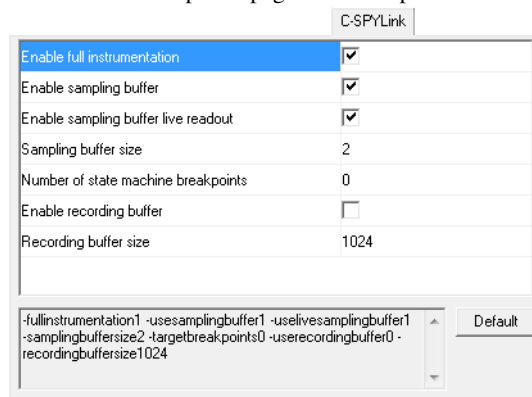 C-SPYLink
Enable full instrumentation
Enable sampling buffer
Enable sampling buffer live readout
Sampling buffer size 2
Number of state machine breakpoints 0
Enable recording buffer
Recording buffer size 1024
-fullinstrumentation1 -usesamplingbuffer1 -uselivesamplingbuffer1
-samplingbuffersize2 -targetbreakpoints0 -userecordingbuffer0 -
recordingbuffersize1024
Default